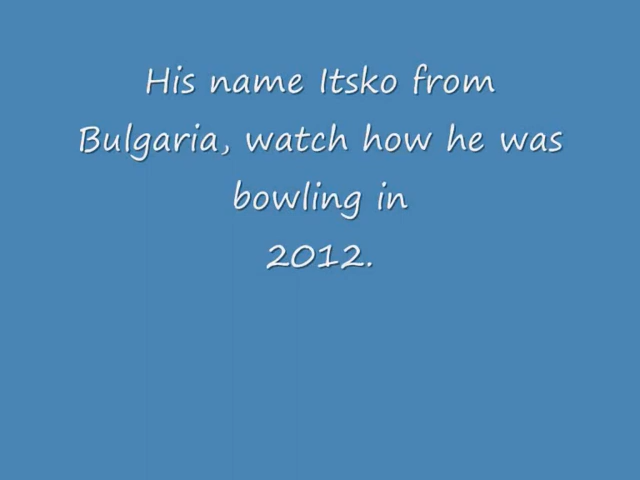 His name Itsko from
Bulgaria, watch how he was
bowling in
2012.